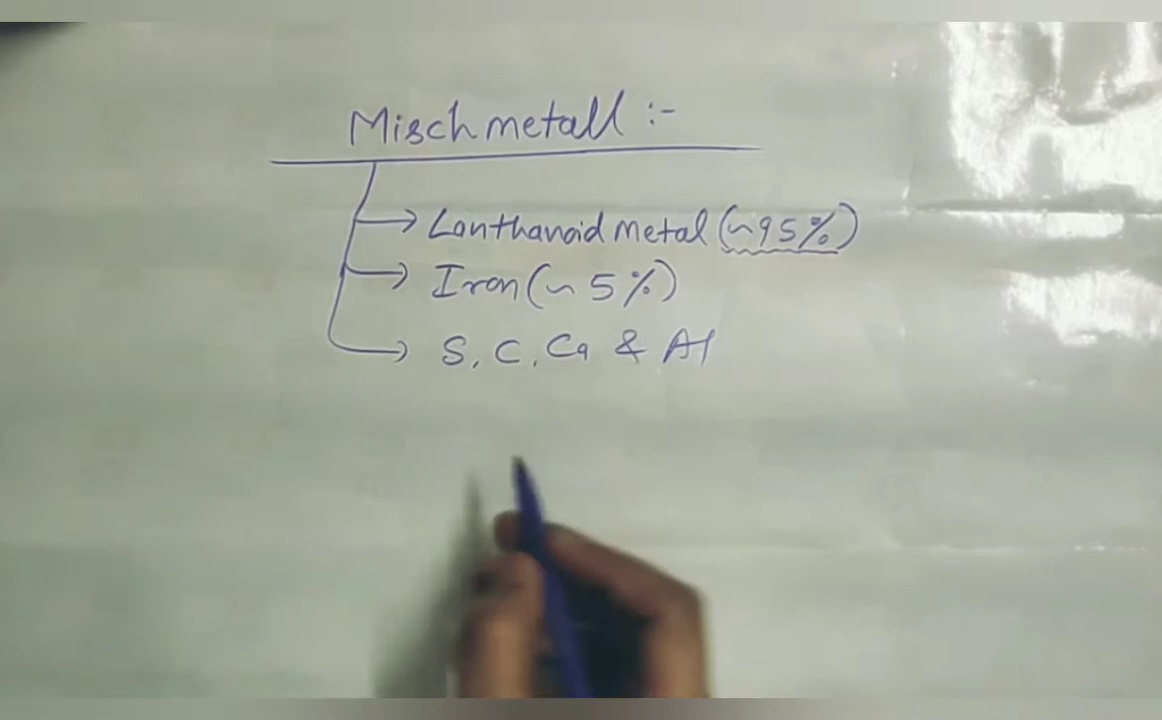 Mischmetall :-
Lanthanoid metal (~95%)
Iron (~5%)
S, C, Ca & Al